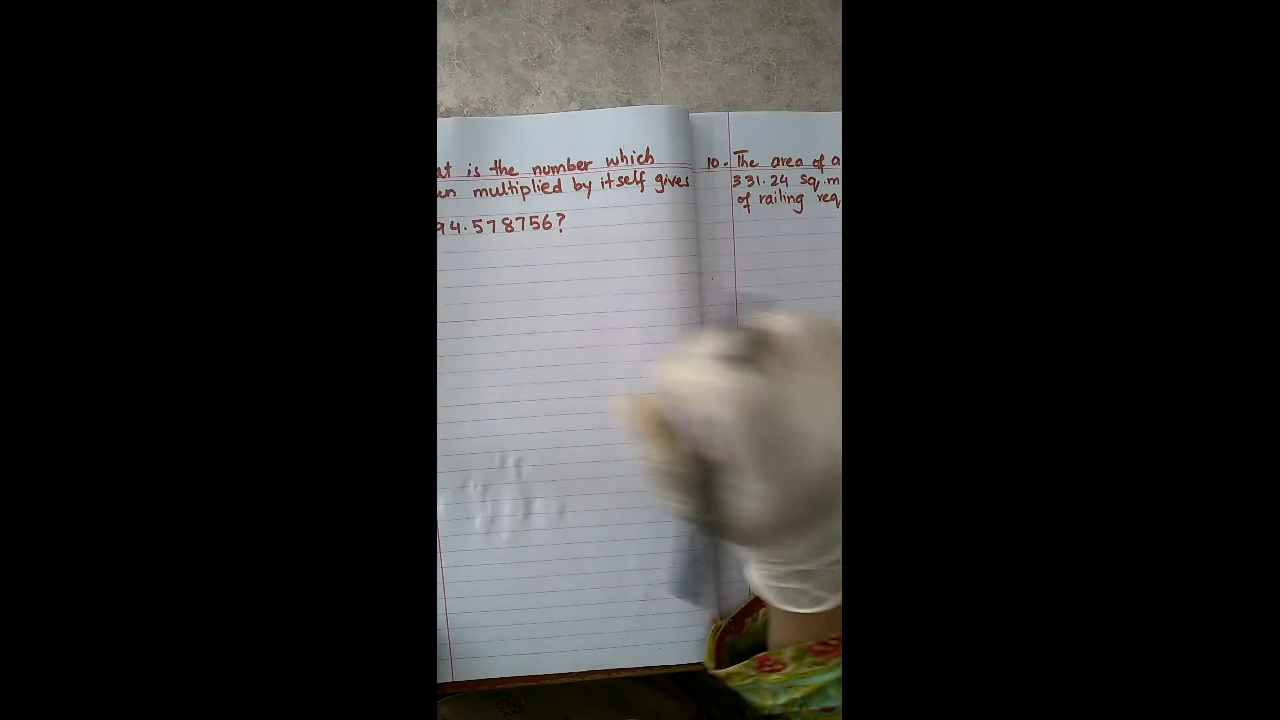 at is the number which
en multiplied by itself gives
94.578756?
10. The area of a
331.24 sq.m
of railing req